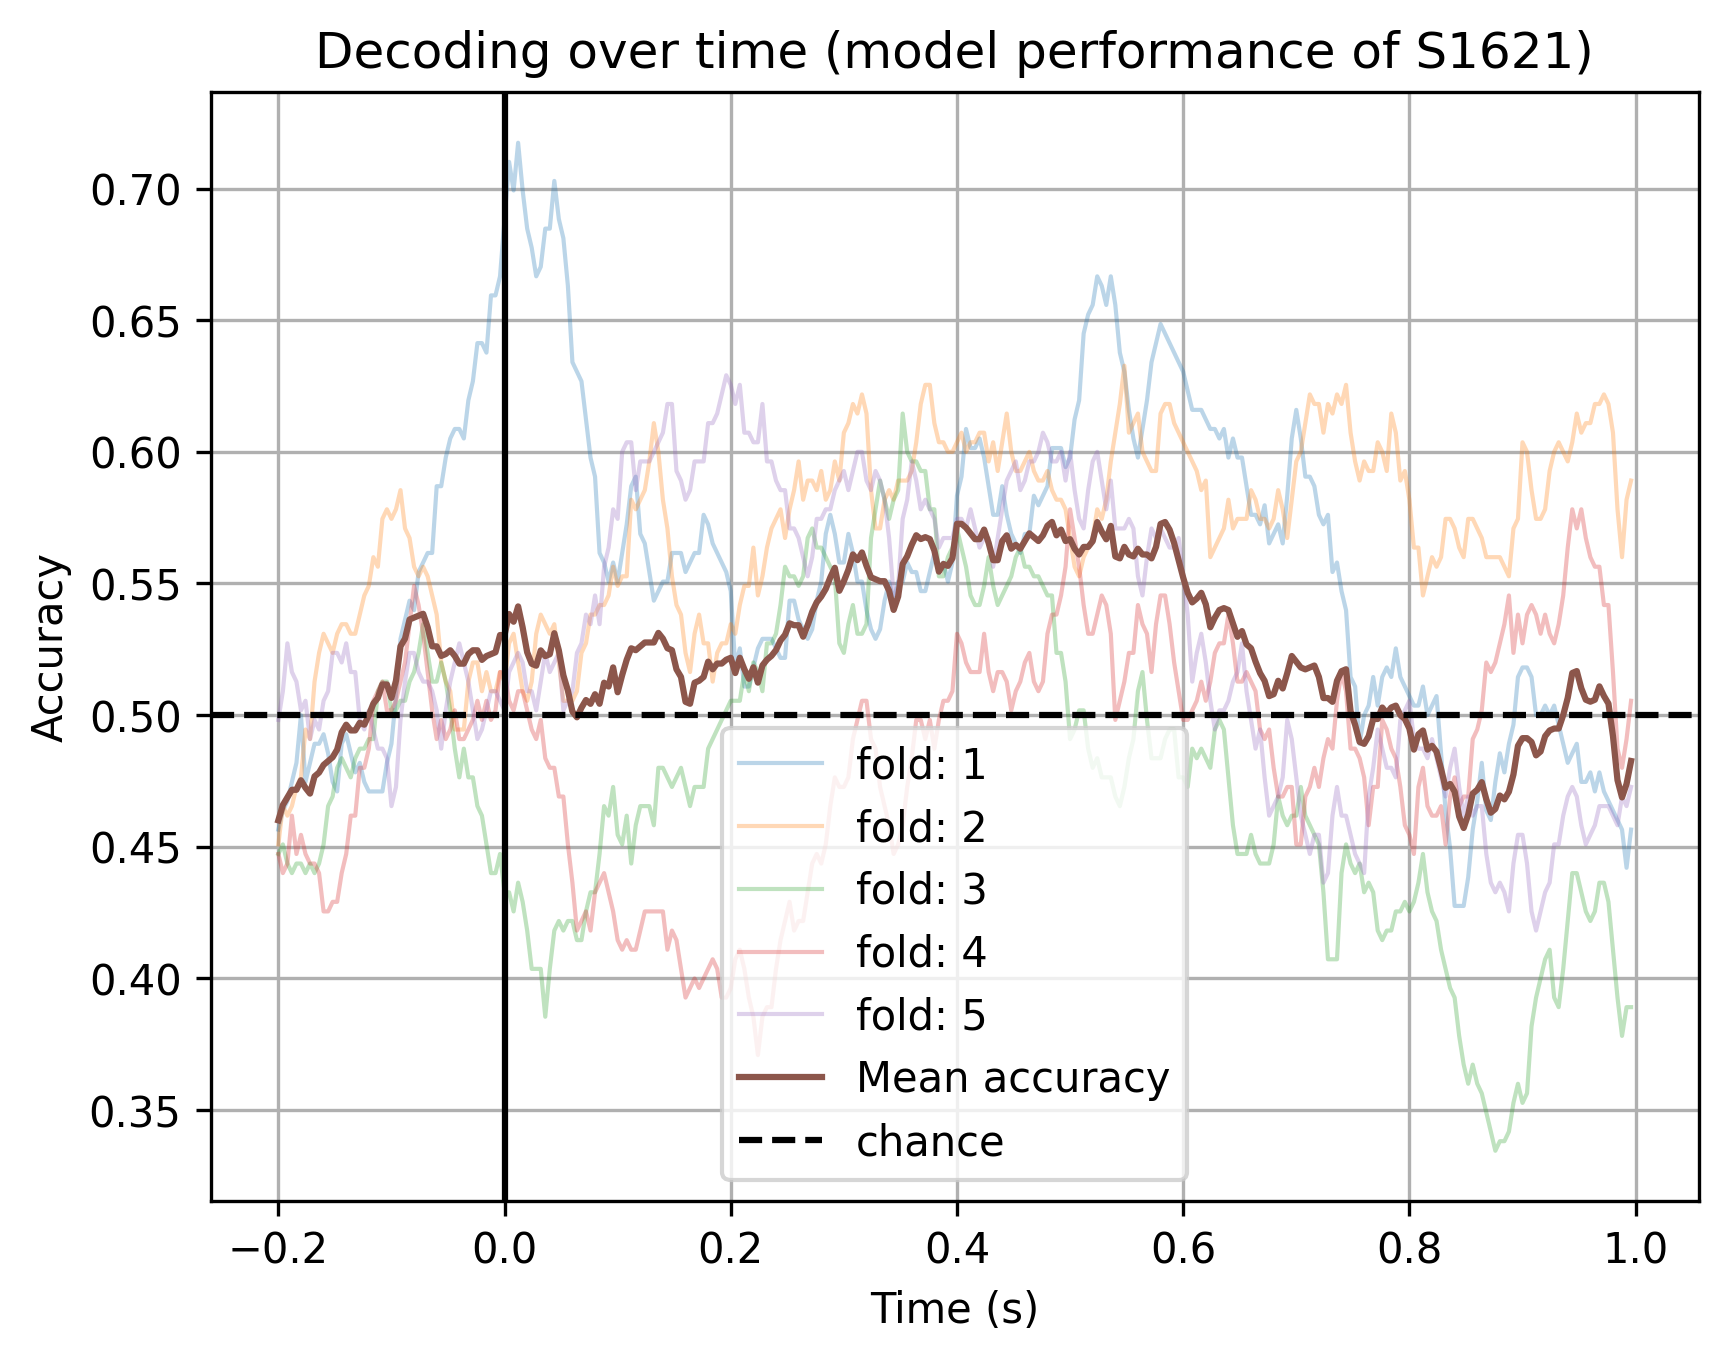 Decoding over time (model performance of S1621)
Accuracy
0.70
0.65
0.60
0.55
0.50
0.45
0.40
0.35
fold: 1
fold: 2
fold: 3
fold: 4
fold: 5
Mean accuracy
chance
−0.2 0.0 0.2 0.4 0.6 0.8 1.0
Time (s)